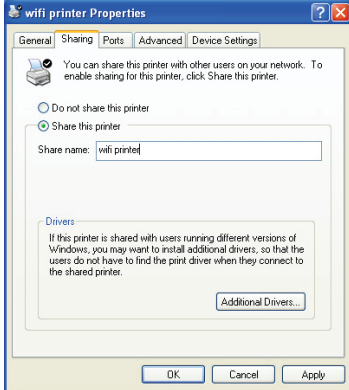 wifi printer Properties
General Sharing Ports Advanced Device Settings
You can share this printer with other users on your network. To
enable sharing for this printer, click Share this printer.
Do not share this printer
Share this printer
Share name: wifi printer
Drivers
If this printer is shared with users running different versions of
Windows, you may want to install additional drivers, so that the
users do not have to find the print driver when they connect to
the shared printer.
Additional Drivers...
OK Cancel Apply